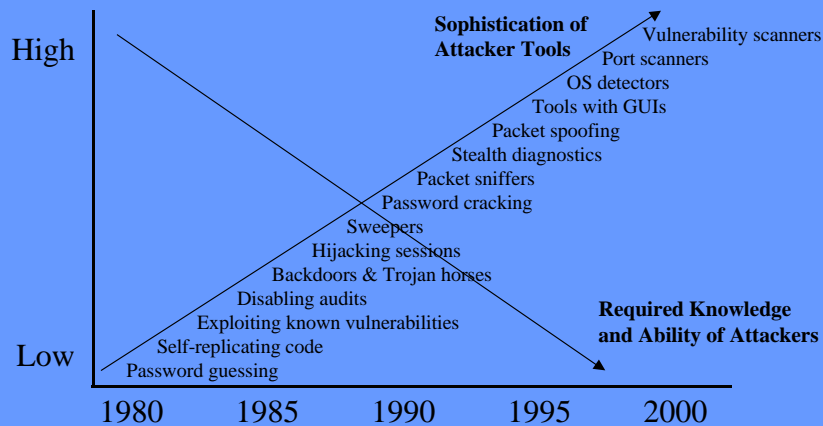 Sophistication of
Attacker Tools
High
Vulnerability scanners
Port scanners
OS detectors
Tools with GUIs
Packet spoofing
Stealth diagnostics
Packet sniffers
Password cracking
Sweepers
Hijacking sessions
Backdoors & Trojan horses
Disabling audits
Exploiting known vulnerabilities
Self-replicating code
Password guessing
Low
Required Knowledge
and Ability of Attackers
1980 1985 1990 1995 2000